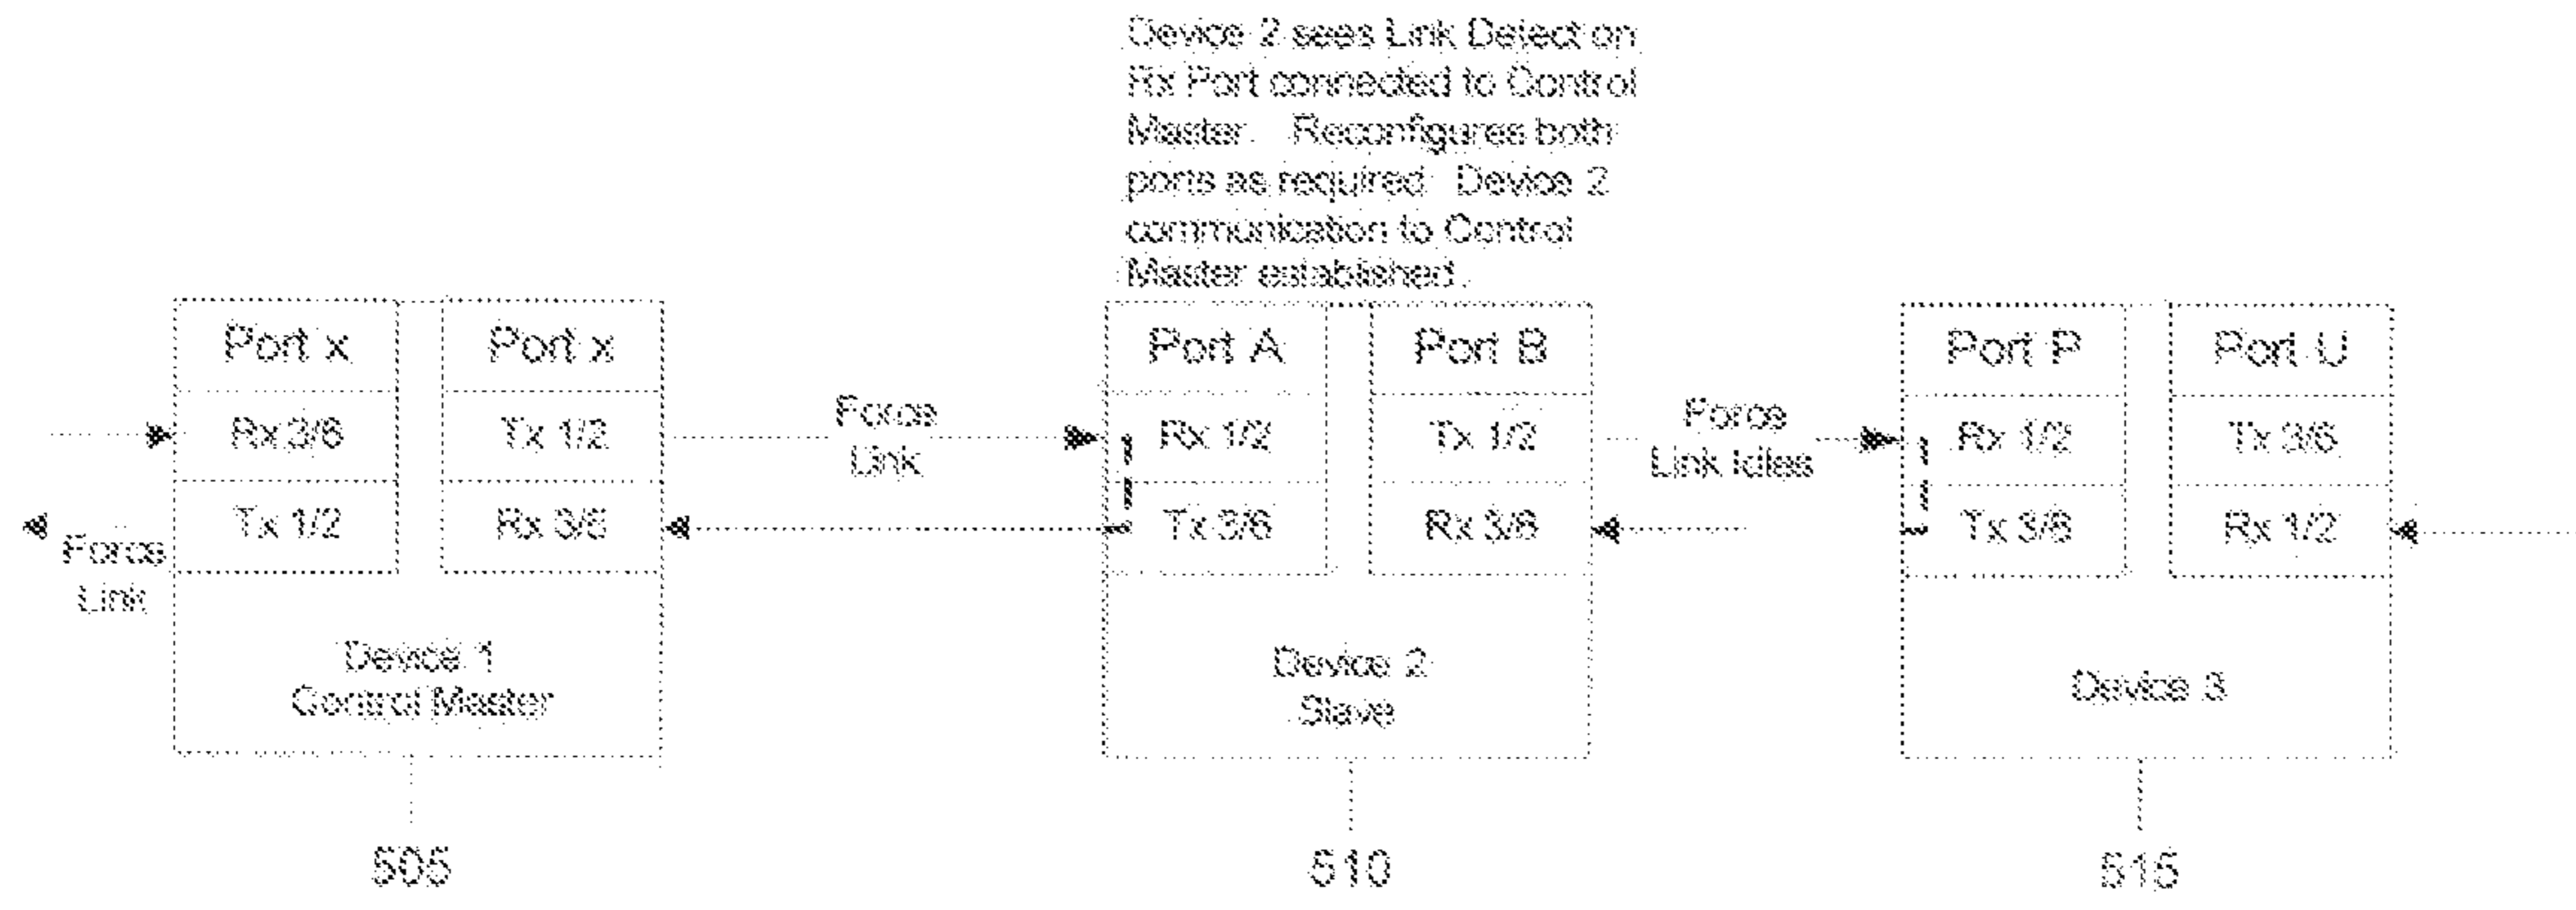 Device 2 sees Link Detect on
Rx Port connected to Control
Master. Reconfigures both
ports as required. Device 2
communication to Control
Master established.
Port x
Port x
Port A
Port B
Port P
Port U
Rx 3/6
Tx 1/2
Force
Link
Rx 1/2
Tx 1/2
Force
Link Idles
Rx 1/2
Tx 3/6
Force
Link
Tx 1/2
Rx 3/6
Tx 3/6
Rx 3/6
Tx 3/6
Rx 1/2
Device 1
Control Master
Device 2
Slave
Device 3
505
510
515